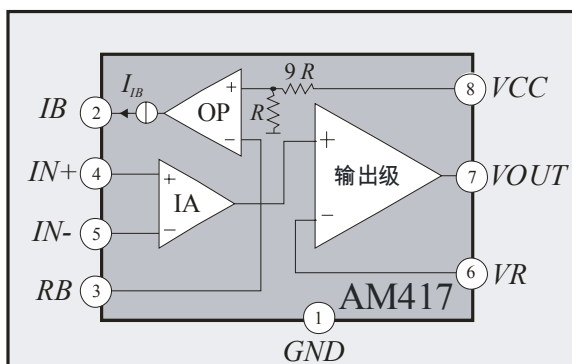 9 R
I_IB
+
OP
R
8 VCC
IB 2
−
IN+ 4
+
+
IA
输出级
7 VOUT
IN- 5
−
−
6 VR
RB 3
AM417
1
GND